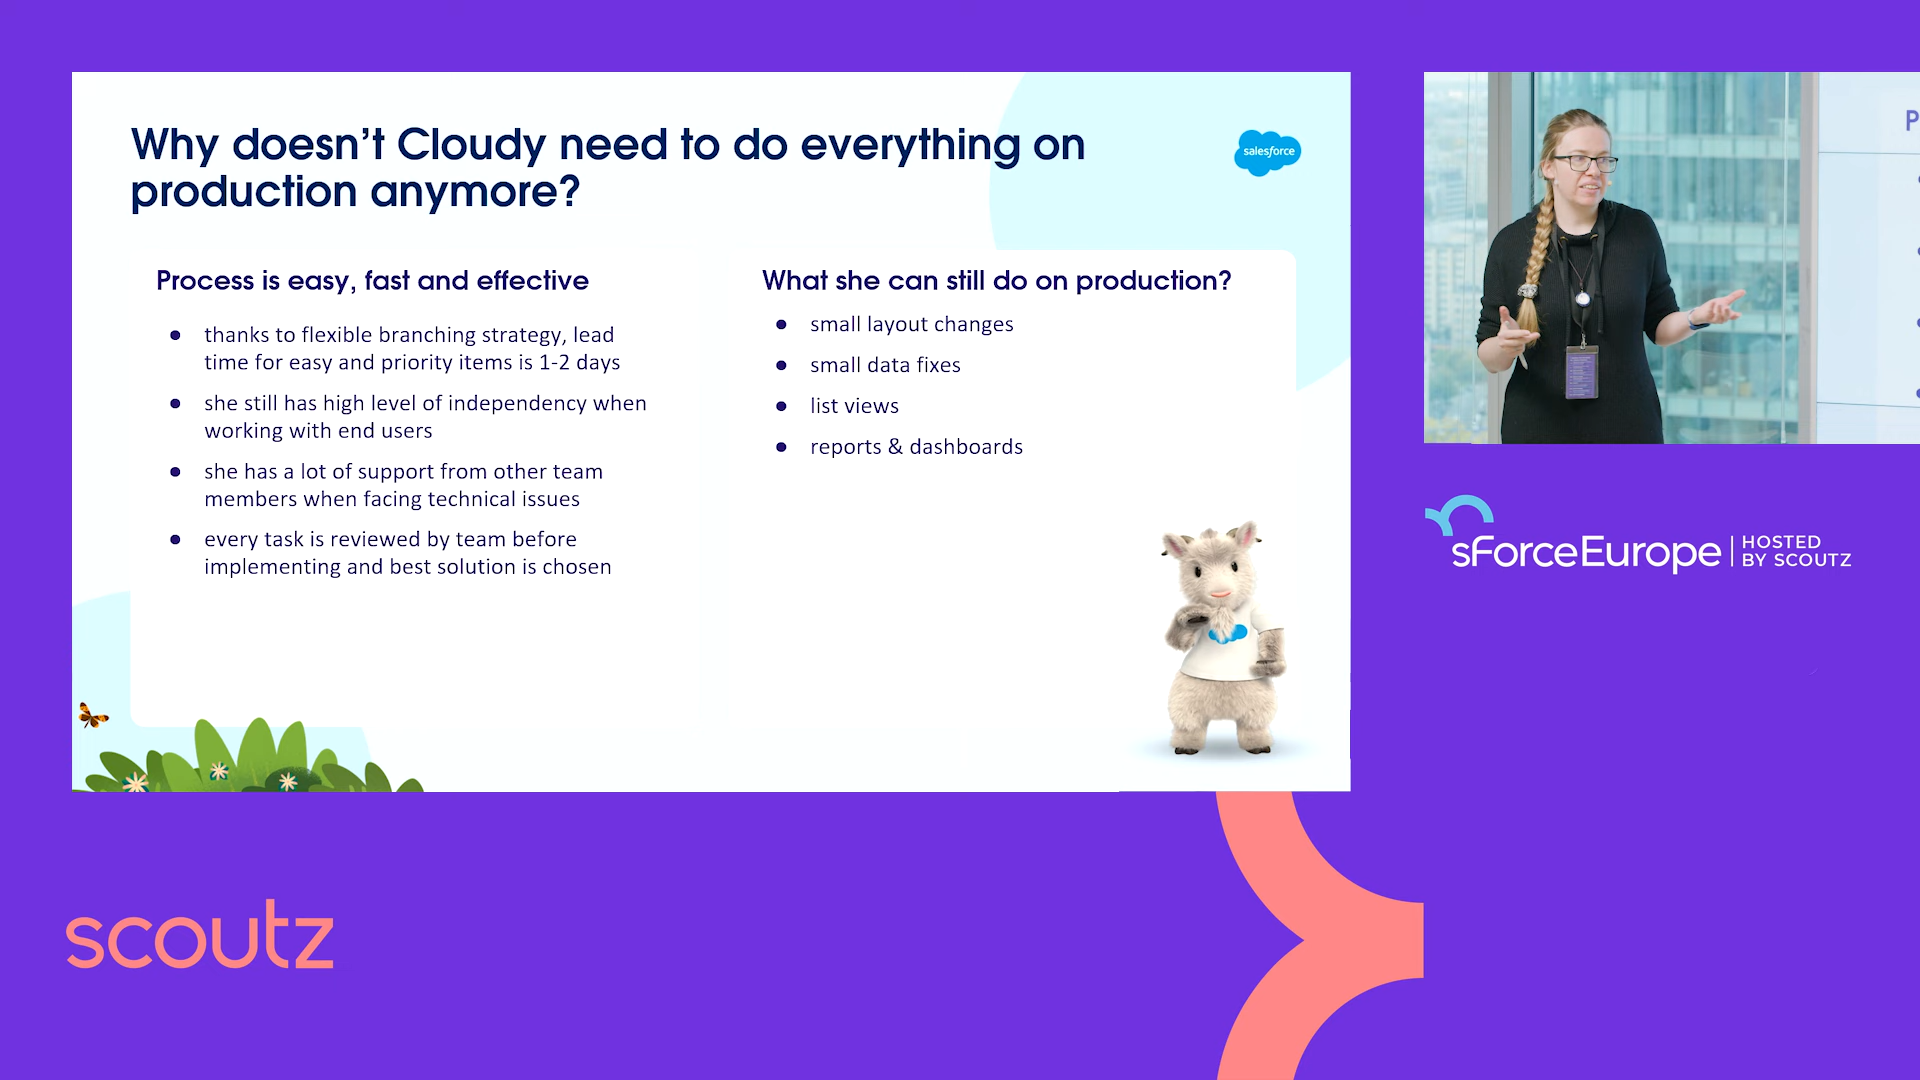 Why doesn't Cloudy need to do everything on
production anymore?
salesforce
Process is easy, fast and effective
● thanks to flexible branching strategy, lead
time for easy and priority items is 1-2 days
● she still has high level of independency when
working with end users
● she has a lot of support from other team
members when facing technical issues
● every task is reviewed by team before
implementing and best solution is chosen
What she can still do on production?
● small layout changes
● small data fixes
● list views
● reports & dashboards
P
sForceEurope
HOSTED
BY SCOUTZ
scoutz